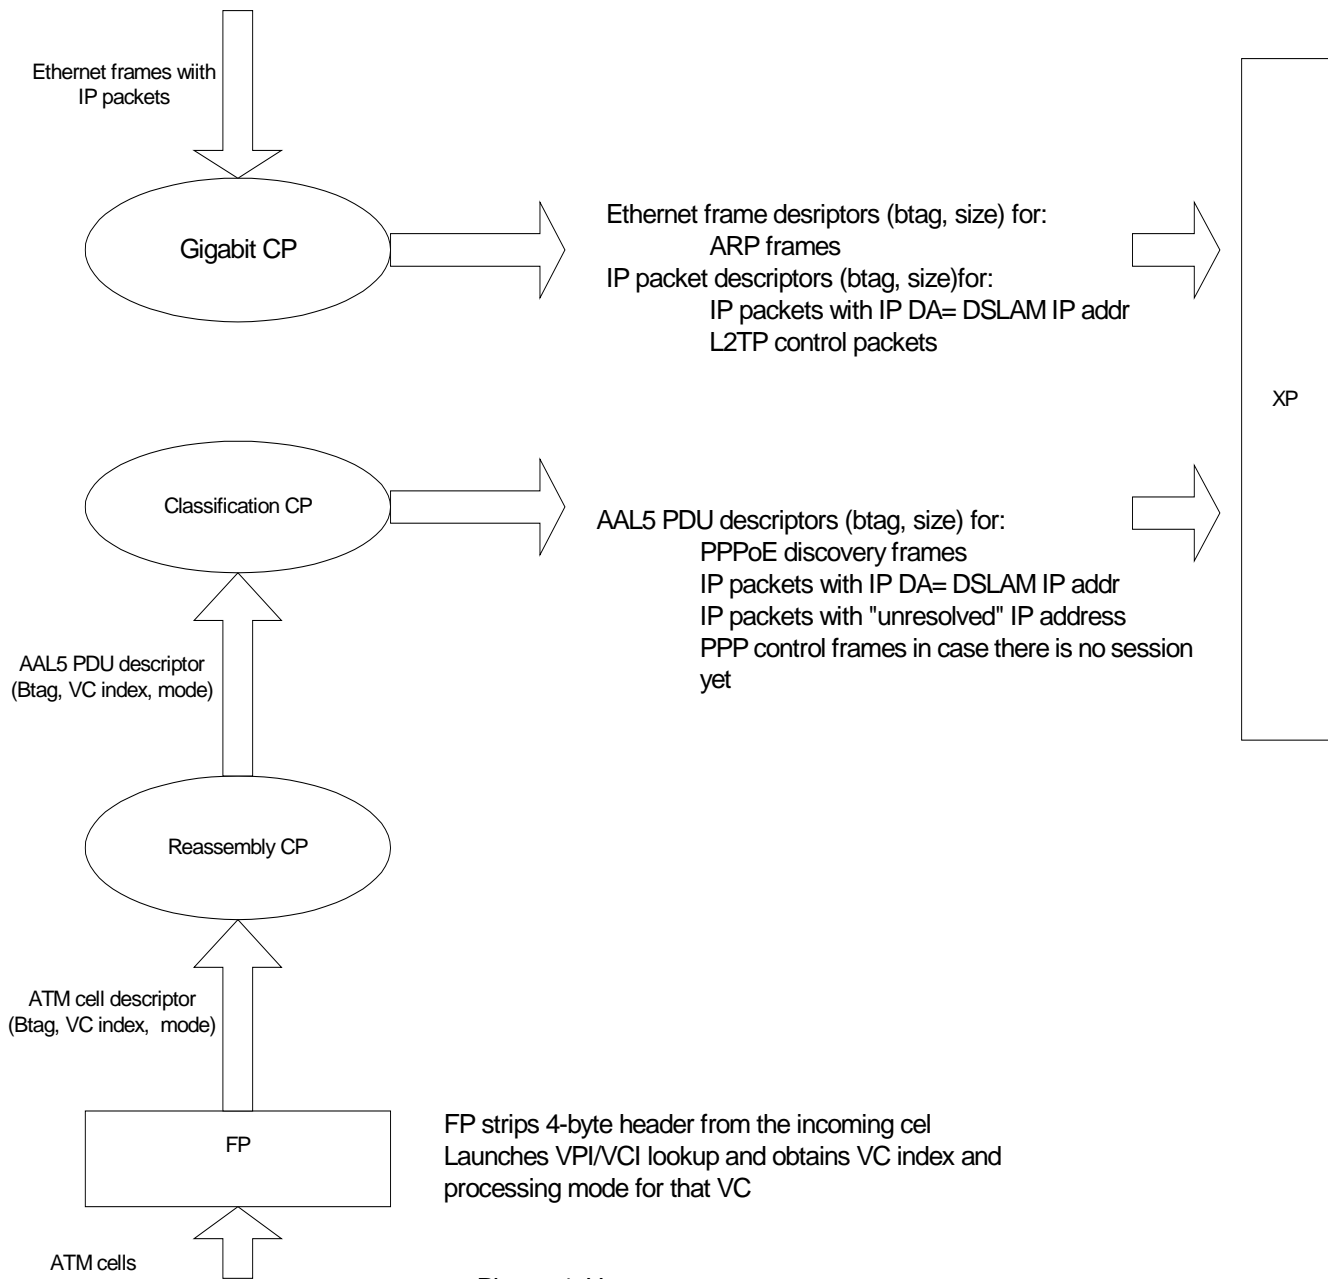 Ethernet frames wiith
IP packets
Gigabit CP
Ethernet frame desriptors (btag, size) for:
ARP frames
IP packet descriptors (btag, size)for:
IP packets with IP DA= DSLAM IP addr
L2TP control packets
XP
Classification CP
AAL5 PDU descriptors (btag, size) for:
PPPoE discovery frames
IP packets with IP DA= DSLAM IP addr
IP packets with "unresolved" IP address
PPP control frames in case there is no session
yet
AAL5 PDU descriptor
(Btag, VC index, mode)
Reassembly CP
ATM cell descriptor
(Btag, VC index, mode)
FP
FP strips 4-byte header from the incoming cel
Launches VPI/VCI lookup and obtains VC index and
processing mode for that VC
ATM cells